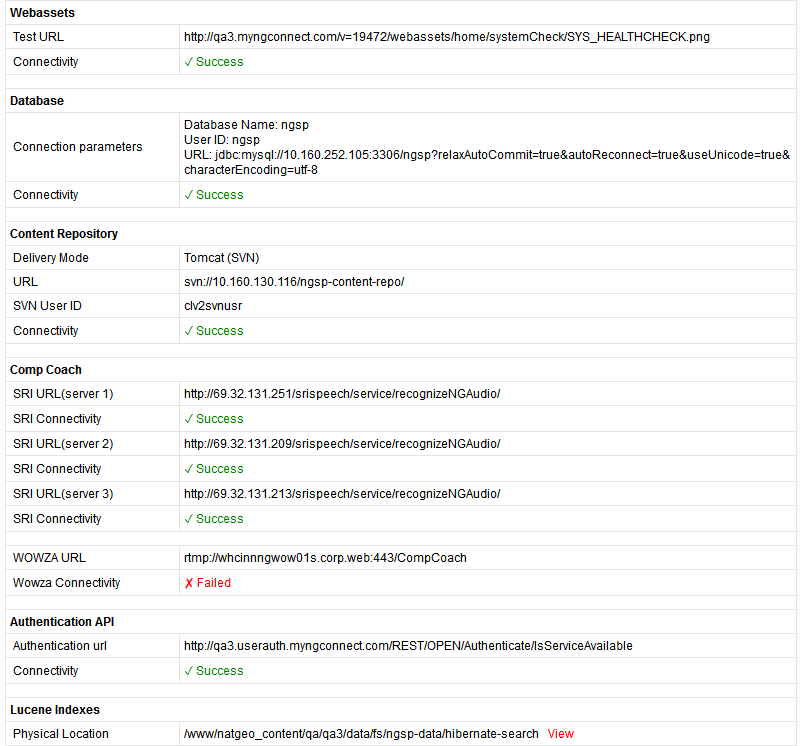 Webassets
Test URL http://qa3.myngconnect.com/v=19472/webassets/home/systemCheck/SYS_HEALTHCHECK.png
Connectivity ✓ Success
Database
Connection parameters
Database Name: ngsp
User ID: ngsp
URL: jdbc:mysql://10.160.252.105:3306/ngsp?relaxAutoCommit=true&autoReconnect=true&useUnicode=true&
characterEncoding=utf-8
Connectivity ✓ Success
Content Repository
Delivery Mode Tomcat (SVN)
URL svn://10.160.130.116/ngsp-content-repo/
SVN User ID clv2svnusr
Connectivity ✓ Success
Comp Coach
SRI URL(server 1) http://69.32.131.251/srispeech/service/recognizeNGAudio/
SRI Connectivity ✓ Success
SRI URL(server 2) http://69.32.131.209/srispeech/service/recognizeNGAudio/
SRI Connectivity ✓ Success
SRI URL(server 3) http://69.32.131.213/srispeech/service/recognizeNGAudio/
SRI Connectivity ✓ Success
WOWZA URL rtmp://whcinnngwow01s.corp.web:443/CompCoach
Wowza Connectivity ✗ Failed
Authentication API
Authentication url http://qa3.userauth.myngconnect.com/REST/OPEN/Authenticate/IsServiceAvailable
Connectivity ✓ Success
Lucene Indexes
Physical Location /www/natgeo_content/qa/qa3/data/fs/ngsp-data/hibernate-search View